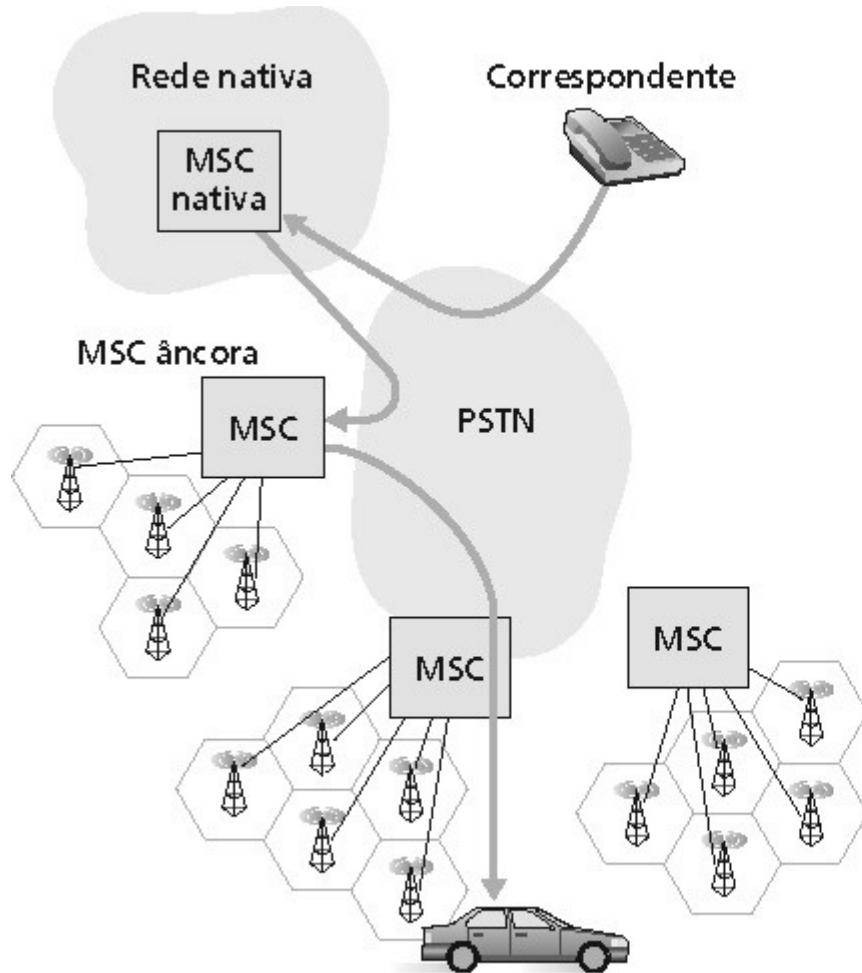 Rede nativa
Correspondente
MSC
nativa
MSC âncora
MSC
PSTN
MSC
MSC